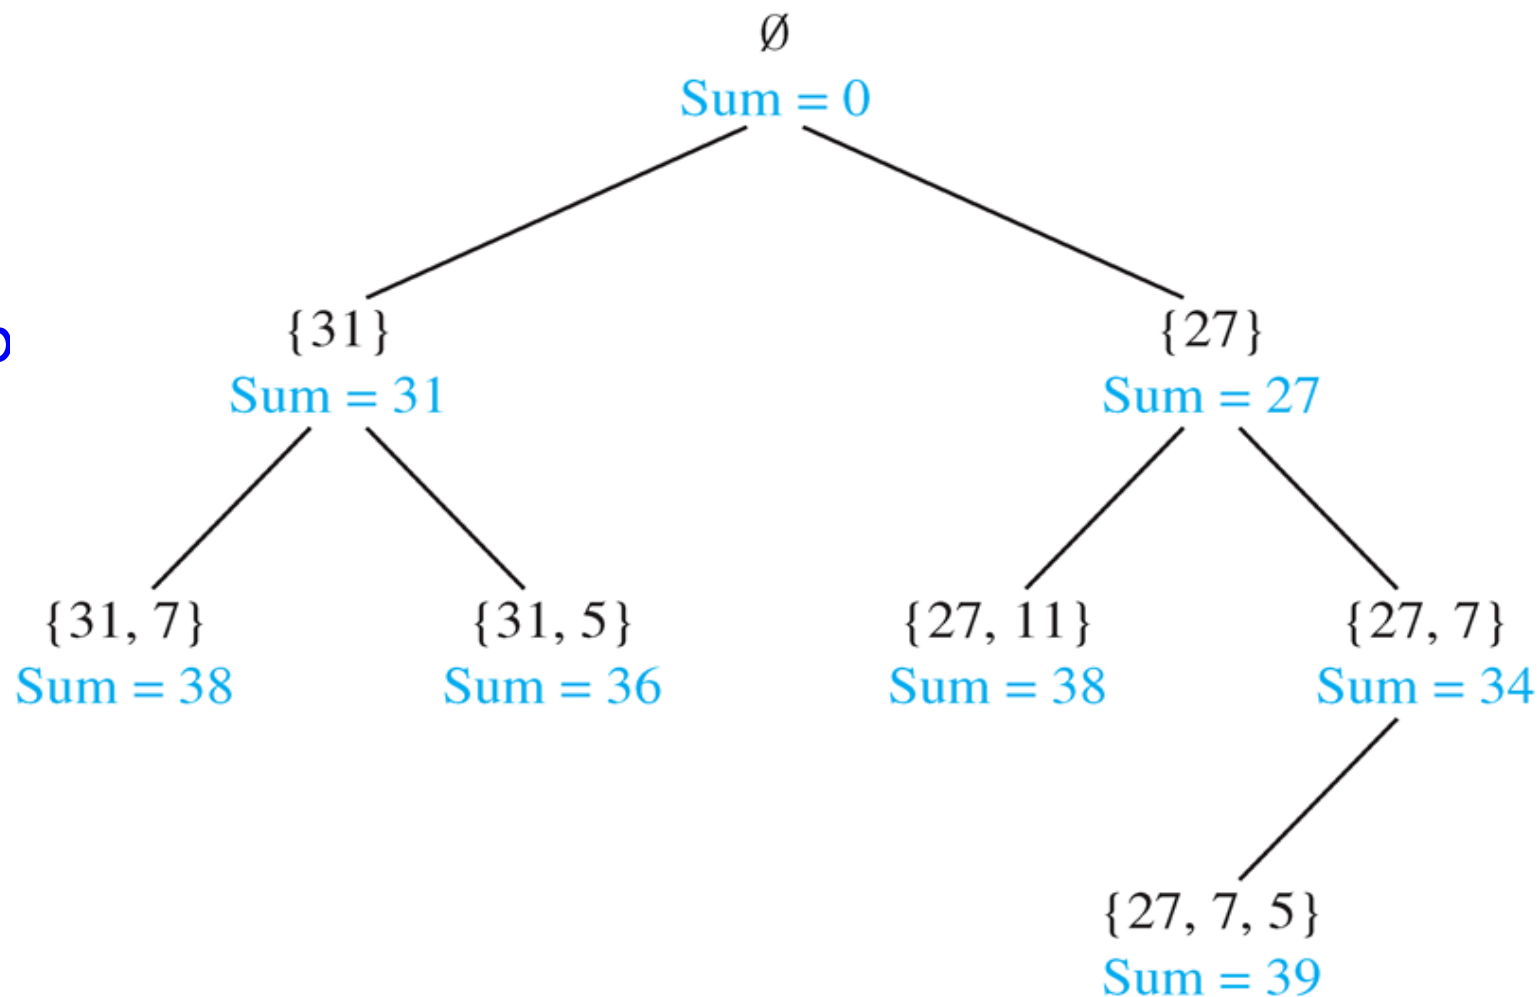 Ø
Sum = 0
{31}
Sum = 31
{27}
Sum = 27
{31, 7}
Sum = 38
{31, 5}
Sum = 36
{27, 11}
Sum = 38
{27, 7}
Sum = 34
{27, 7, 5}
Sum = 39